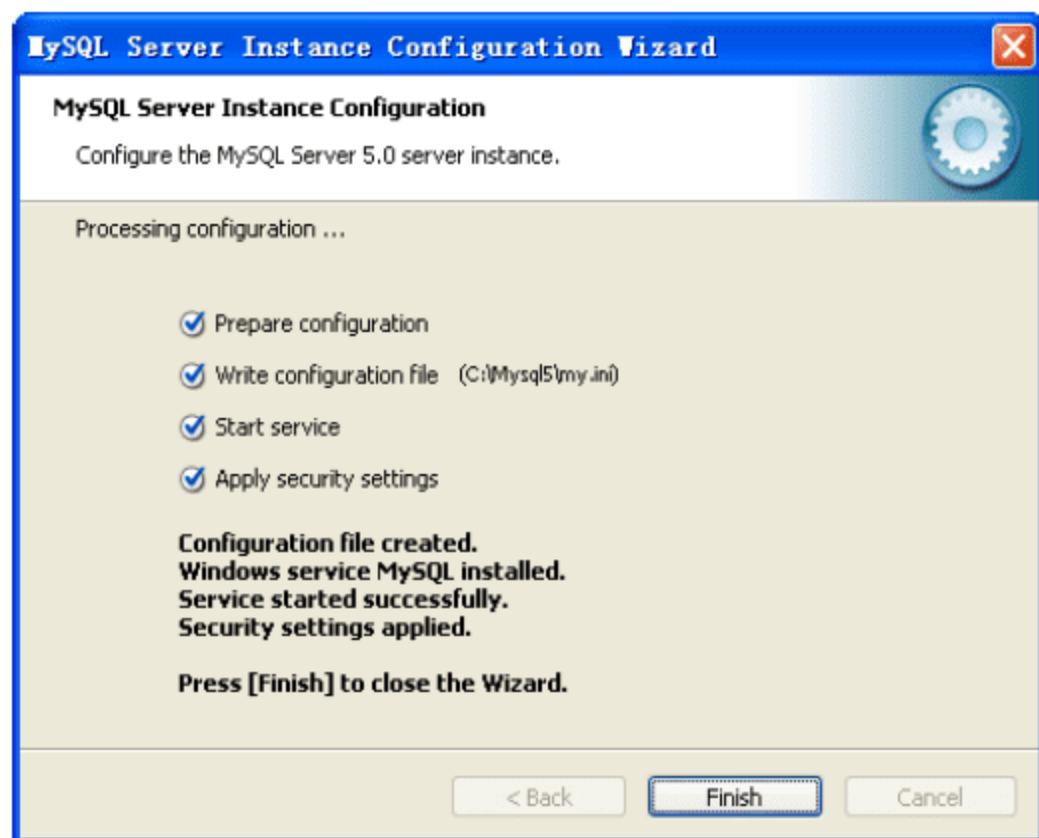 MySQL Server Instance Configuration Wizard
MySQL Server Instance Configuration
Configure the MySQL Server 5.0 server instance.
Processing configuration ...
Prepare configuration
Write configuration file (C:\Mysql5\my.ini)
Start service
Apply security settings
Configuration file created.
Windows service MySQL installed.
Service started successfully.
Security settings applied.
Press [Finish] to close the Wizard.
< Back Finish Cancel